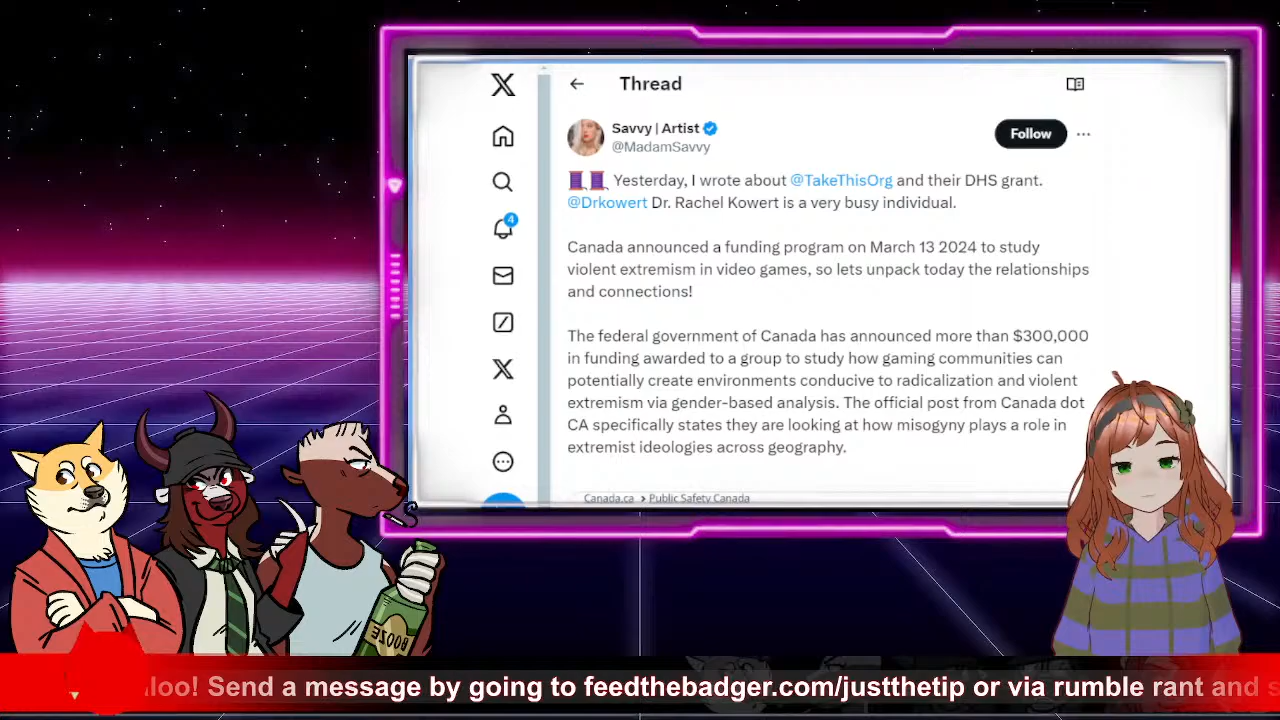 Thread
Savvy | Artist
@MadamSavvy
Follow
4
Yesterday, I wrote about @TakeThisOrg and their DHS grant.
@Drkowert Dr. Rachel Kowert is a very busy individual.
Canada announced a funding program on March 13 2024 to study
violent extremism in video games, so lets unpack today the relationships
and connections!
The federal government of Canada has announced more than $300,000
in funding awarded to a group to study how gaming communities can
potentially create environments conducive to radicalization and violent
extremism via gender-based analysis. The official post from Canada dot
CA specifically states they are looking at how misogyny plays a role in
extremist ideologies across geography.
Canada.ca > Public Safety Canada
BOOZE
Send a message by going to feedthebadger.com/justthetip or via rumble rant and